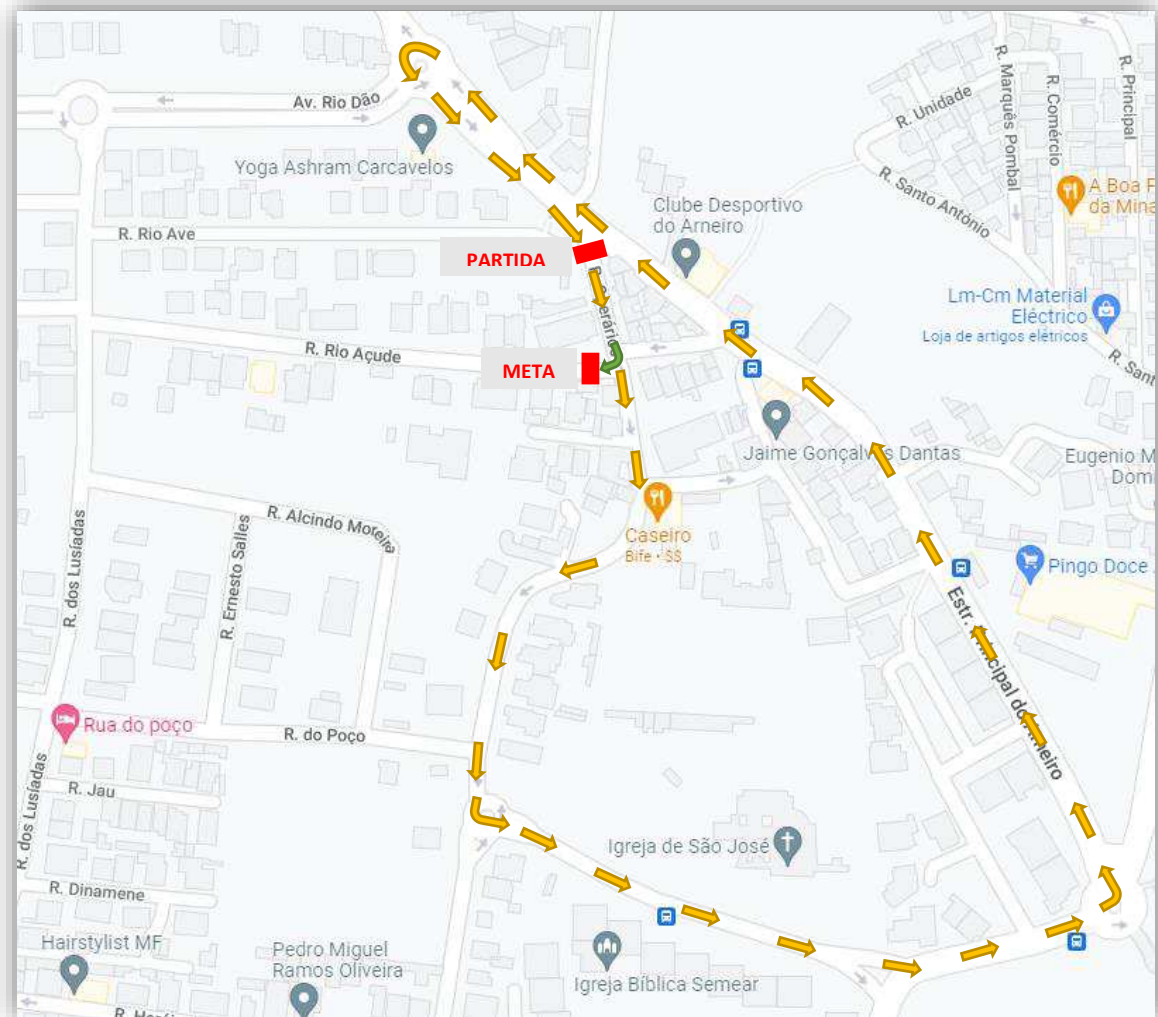 Av. Rio Dão
Yoga Ashram Carcavelos
R. Rio Ave
PARTIDA
R. Unidade
R. Marquês Pombal
R. Comércio
R. Principal
A Boa F
da Mina
R. Santo António
Clube Desportivo
do Arneiro
Lm-Cm Material
Eléctrico
Loja de artigos elétricos
R. Sant
R. Rio Açude
META
Jaime Gonçalves Dantas
Eugenio M
Domi
Caseiro
Bife · $$
Pingo Doce
R. Alcindo Moreira
R. Ernesto Salles
R. dos Lusíadas
Estr. Principal do Arneiro
Rua do poço
R. do Poço
R. Jau
R. dos Lusíadas
Igreja de São José
R. Dinamene
Hairstylist MF
Pedro Miguel
Ramos Oliveira
Igreja Bíblica Semear